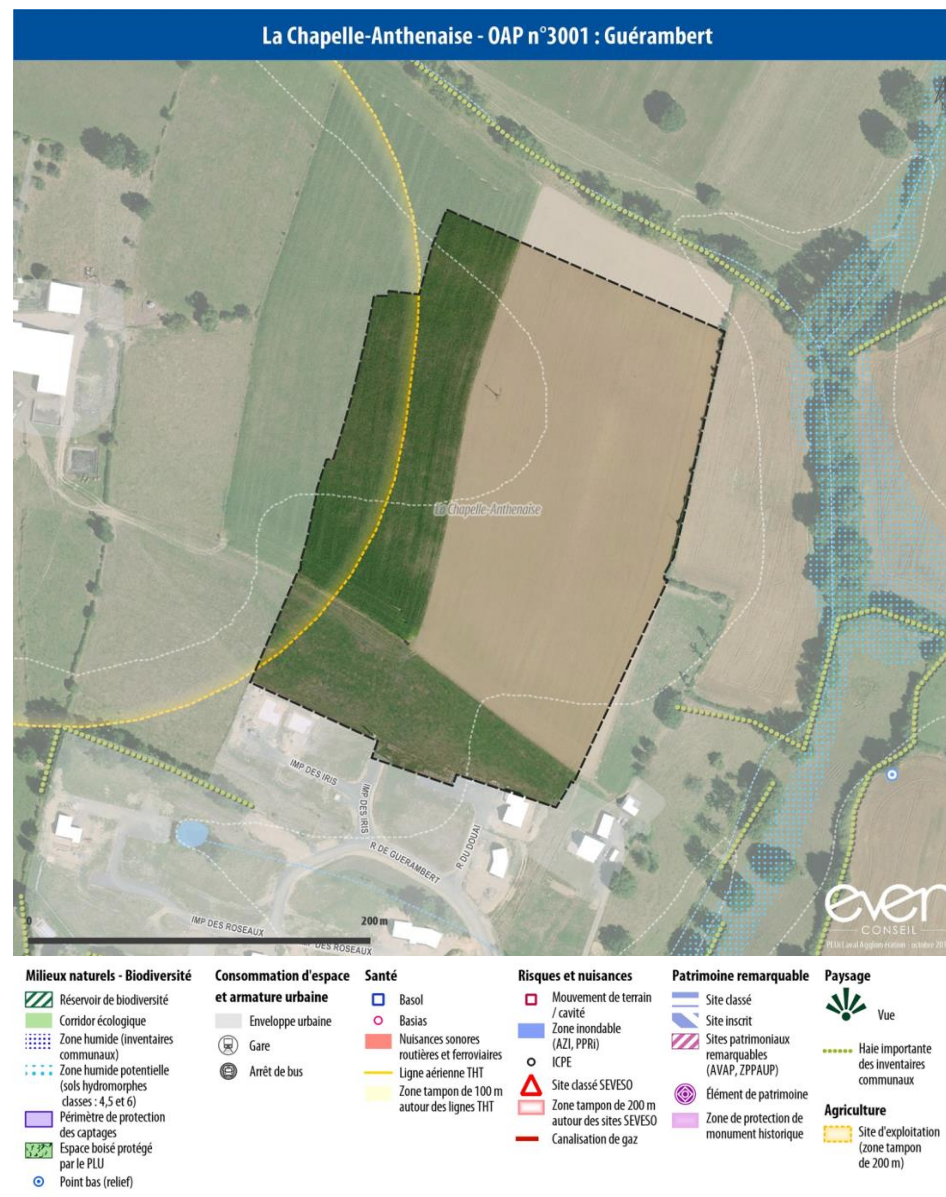 La Chapelle-Anthenaise - OAP n°3001 : Guérambert
La Chapelle-Anthenaise
IMP DES IRIS
IMP DES IRIS
R DE GUERAMBERT
R DU DOUAI
IMP DES ROSEAUX
IMP DES ROSEAUX
0
200 m
even
CONSEIL
PLUi Laval Agglomération - octobre 201
Milieux naturels - Biodiversité
Réservoir de biodiversité
Corridor écologique
Zone humide (inventaires
communaux)
Zone humide potentielle
(sols hydromorphes
classes : 4,5 et 6)
Périmètre de protection
des captages
Espace boisé protégé
par le PLU
Point bas (relief)
Consommation d'espace
et armature urbaine
Enveloppe urbaine
Gare
Arrêt de bus
Santé
Basol
Basias
Nuisances sonores
routières et ferroviaires
Ligne aérienne THT
Zone tampon de 100 m
autour des lignes THT
Risques et nuisances
Mouvement de terrain
/ cavité
Zone inondable
(AZI, PPRi)
ICPE
Site classé SEVESO
Zone tampon de 200 m
autour des sites SEVESO
Canalisation de gaz
Patrimoine remarquable
Site classé
Site inscrit
Sites patrimoniaux
remarquables
(AVAP, ZPPAUP)
Élément de patrimoine
Zone de protection de
monument historique
Paysage
Vue
Haie importante
des inventaires
communaux
Agriculture
Site d'exploitation
(zone tampon
de 200 m)